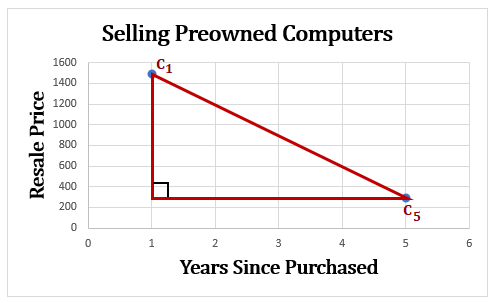 Selling Preowned Computers
1600
1400
1200
1000
800
600
400
200
0
Resale Price
C1
C5
0 1 2 3 4 5 6
Years Since Purchased